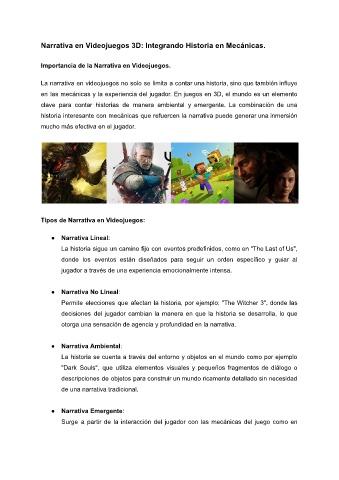 Narrativa en Videojuegos 3D: Integrando Historia en Mecánicas.
Importancia de la Narrativa en Videojuegos.
La narrativa en videojuegos no solo se limita a contar una historia, sino que también influye
en las mecánicas y la experiencia del jugador. En juegos en 3D, el mundo es un elemento
clave para contar historias de manera ambiental y emergente. La combinación de una
historia interesante con mecánicas que refuercen la narrativa puede generar una inmersión
mucho más efectiva en el jugador.
Tipos de Narrativa en Videojuegos:
● Narrativa Lineal:
La historia sigue un camino fijo con eventos predefinidos, como en "The Last of Us",
donde los eventos están diseñados para seguir un orden específico y guiar al
jugador a través de una experiencia emocionalmente intensa.
● Narrativa No Lineal:
Permite elecciones que afectan la historia, por ejemplo; "The Witcher 3", donde las
decisiones del jugador cambian la manera en que la historia se desarrolla, lo que
otorga una sensación de agencia y profundidad en la narrativa.
● Narrativa Ambiental:
La historia se cuenta a través del entorno y objetos en el mundo como por ejemplo
"Dark Souls", que utiliza elementos visuales y pequeños fragmentos de diálogo o
descripciones de objetos para construir un mundo ricamente detallado sin necesidad
de una narrativa tradicional.
● Narrativa Emergente:
Surge a partir de la interacción del jugador con las mecánicas del juego como en